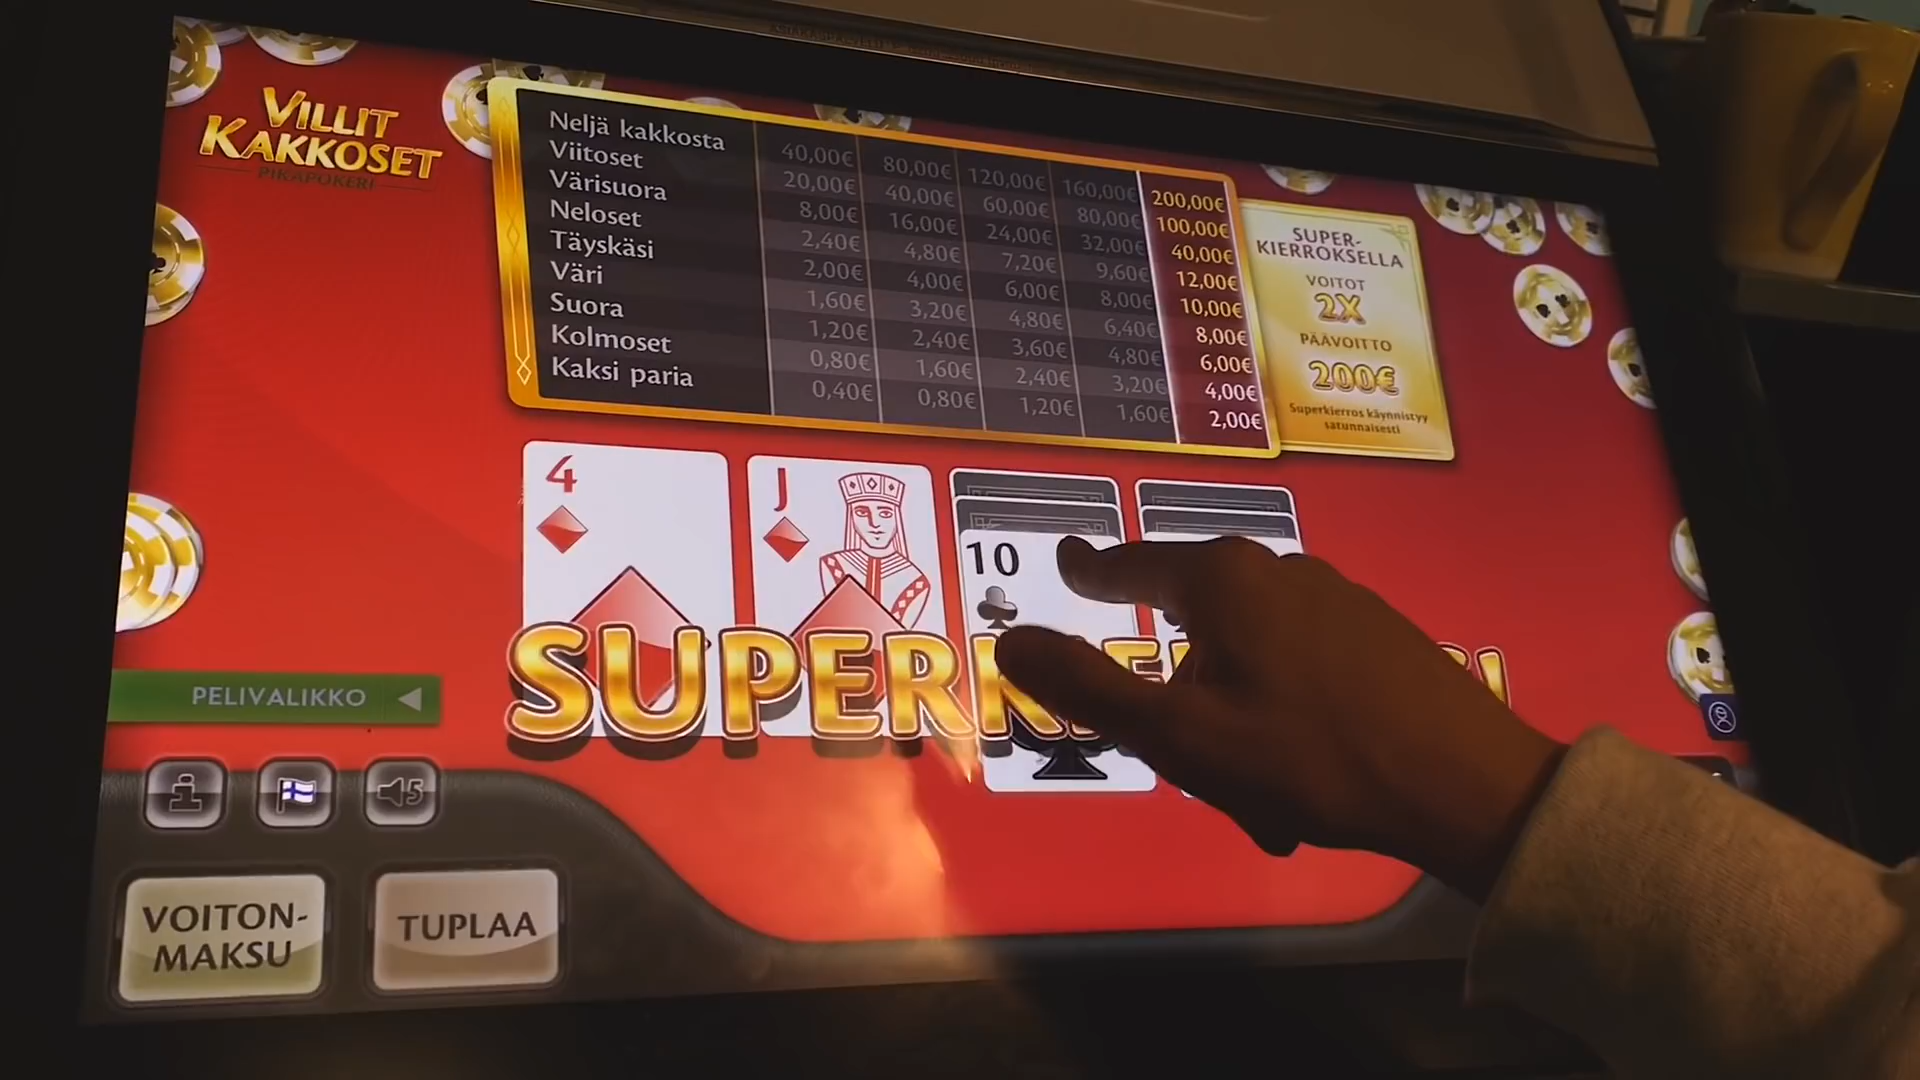 VILLIT
KAKKOSET
PIKAPOKERI
Neljä kakkosta 40,00€ 80,00€ 120,00€ 160,00€ 200,00€
Viitoset 20,00€ 40,00€ 60,00€ 80,00€ 100,00€
Värisuora 8,00€ 16,00€ 24,00€ 32,00€ 40,00€
Neloset 2,40€ 4,80€ 7,20€ 9,60€ 12,00€
Täyskäsi 2,00€ 4,00€ 6,00€ 8,00€ 10,00€
Väri 1,60€ 3,20€ 4,80€ 6,40€ 8,00€
Suora 1,20€ 2,40€ 3,60€ 4,80€ 6,00€
Kolmoset 0,80€ 1,60€ 2,40€ 3,20€ 4,00€
Kaksi paria 0,40€ 0,80€ 1,20€ 1,60€ 2,00€
SUPER-
KIERROKSELLA
VOITOT
2X
PÄÄVOITTO
200€
Superkierros käynnistyy
satunnaisesti
4
J
10
PELIVALIKKO
5
VOITON-
MAKSU
TUPLAA